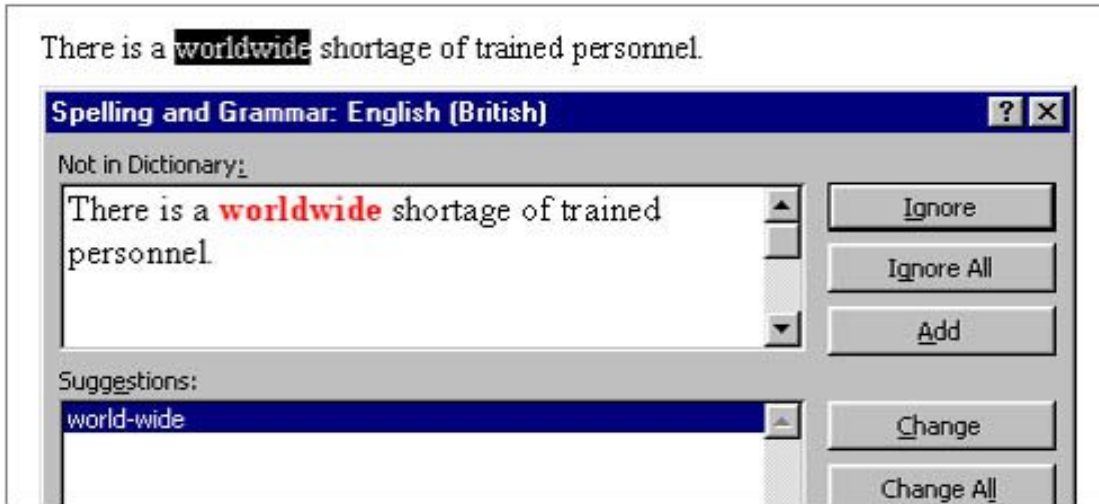 There is a worldwide shortage of trained personnel.
Spelling and Grammar: English (British)
Not in Dictionary:
There is a worldwide shortage of trained
personnel.
Ignore
Ignore All
Add
Suggestions:
world-wide
Change
Change All